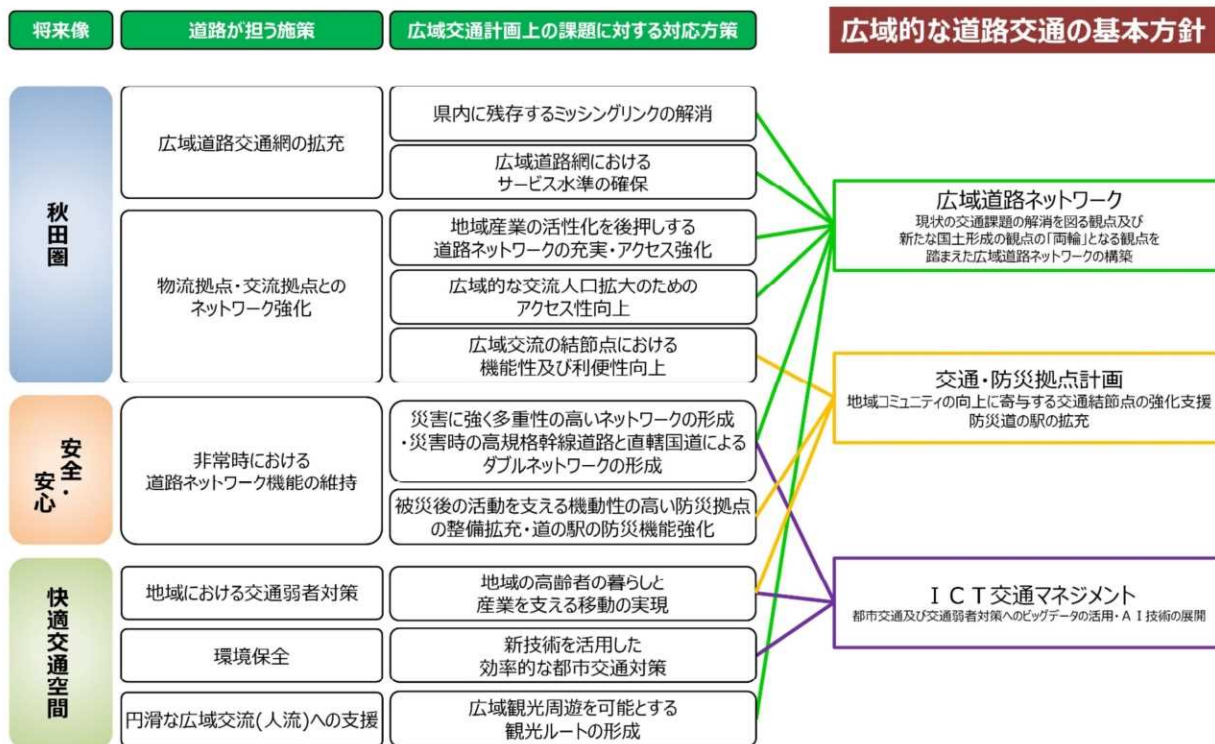 将来像
道路が担う施策
広域交通計画上の課題に対する対応方策
広域的な道路交通の基本方針
秋田圏
広域道路交通網の拡充
県内に残存するミッシングリンクの解消
広域道路網における
サービス水準の確保
物流拠点・交流拠点との
ネットワーク強化
地域産業の活性化を後押しする
道路ネットワークの充実・アクセス強化
広域的な交流人口拡大のための
アクセス性向上
広域交流の結節点における
機能性及び利便性向上
安全・
安心
非常時における
道路ネットワーク機能の維持
災害に強く多重性の高いネットワークの形成
・災害時の高規格幹線道路と直轄国道による
ダブルネットワークの形成
被災後の活動を支える機動性の高い防災拠点
の整備拡充・道の駅の防災機能強化
快適交通空間
地域における交通弱者対策
地域の高齢者の暮らしと
産業を支える移動の実現
環境保全
新技術を活用した
効率的な都市交通対策
円滑な広域交流(人流)への支援
広域観光周遊を可能とする
観光ルートの形成
広域道路ネットワーク
現状の交通課題の解消を図る観点及び
新たな国土形成の観点の「両輪」となる観点を
踏まえた広域道路ネットワークの構築
交通・防災拠点計画
地域コミュニティの向上に寄与する交通結節点の強化支援
防災道の駅の拡充
ＩＣＴ交通マネジメント
都市交通及び交通弱者対策へのビッグデータの活用・ＡＩ技術の展開